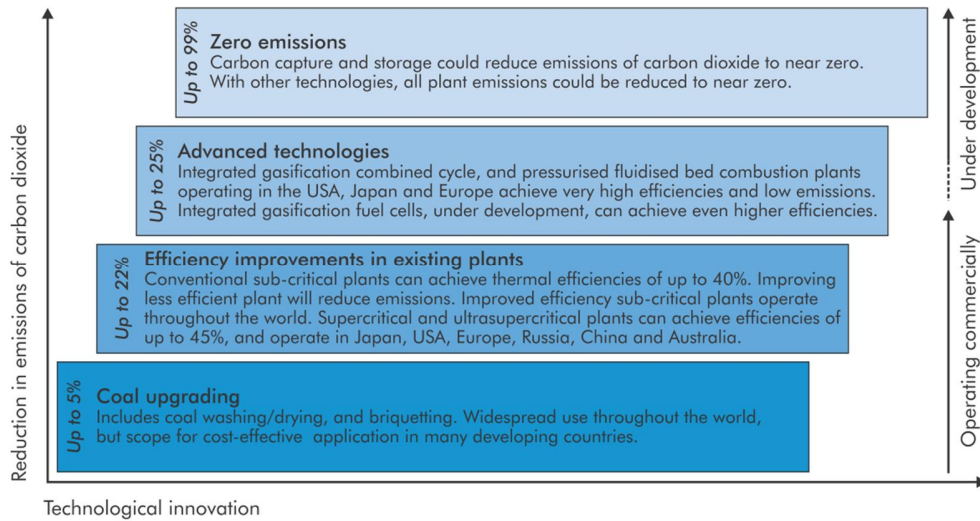 Up to 99%
Zero emissions
Carbon capture and storage could reduce emissions of carbon dioxide to near zero.
With other technologies, all plant emissions could be reduced to near zero.
Up to 25%
Advanced technologies
Integrated gasification combined cycle, and pressurised fluidised bed combustion plants
operating in the USA, Japan and Europe achieve very high efficiencies and low emissions.
Integrated gasification fuel cells, under development, can achieve even higher efficiencies.
Up to 22%
Efficiency improvements in existing plants
Conventional sub-critical plants can achieve thermal efficiencies of up to 40%. Improving
less efficient plant will reduce emissions. Improved efficiency sub-critical plants operate
throughout the world. Supercritical and ultrasupercritical plants can achieve efficiencies of
up to 45%, and operate in Japan, USA, Europe, Russia, China and Australia.
Up to 5%
Coal upgrading
Includes coal washing/drying, and briquetting. Widespread use throughout the world,
but scope for cost-effective application in many developing countries.
Reduction in emissions of carbon dioxide
Technological innovation
Under development
Operating commercially